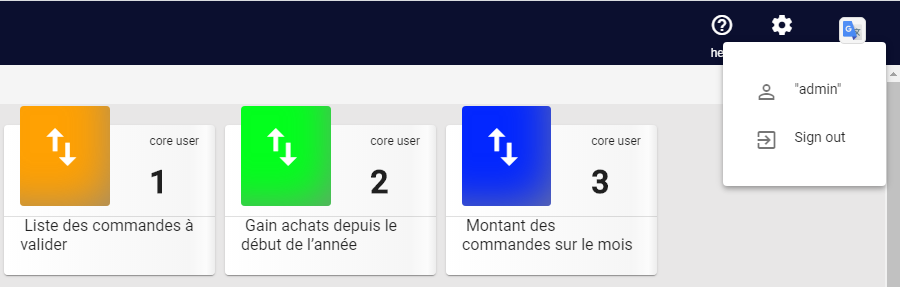 he
"admin"
Sign out
core user
1
Liste des commandes à
valider
core user
2
Gain achats depuis le
début de l’année
core user
3
Montant des
commandes sur le mois